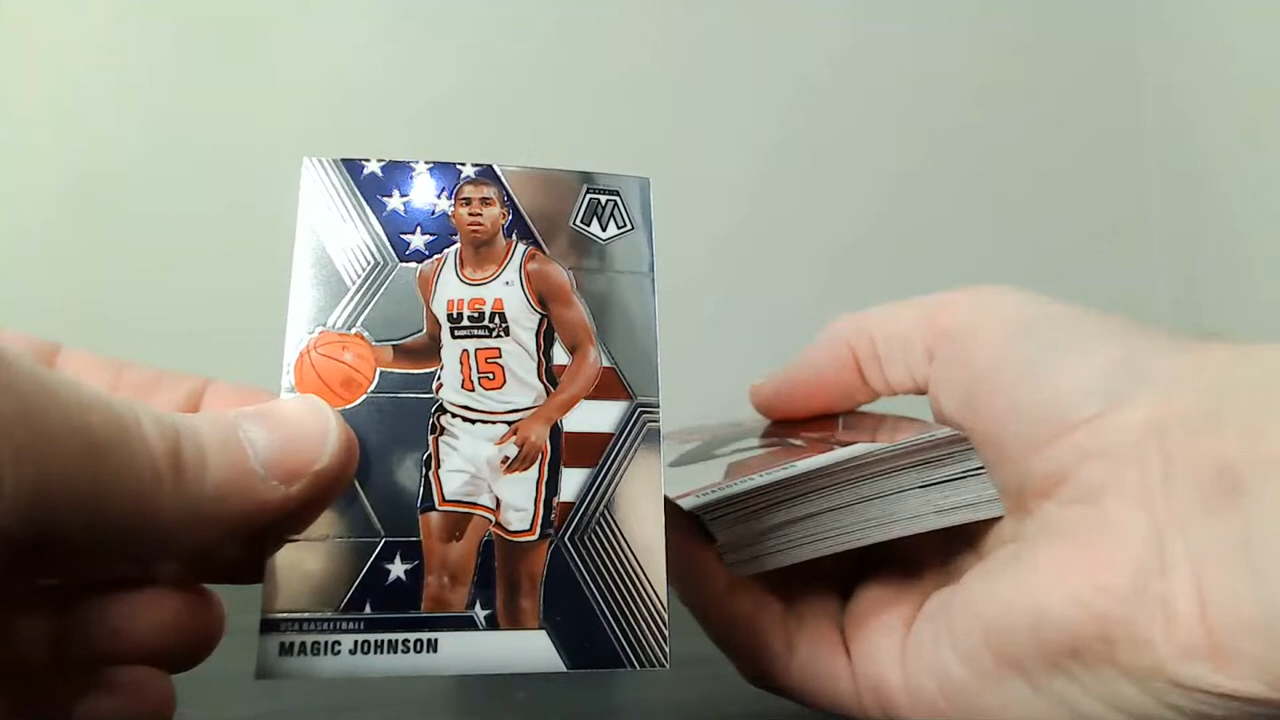 MOSAIC
USA
BASKETBALL
15
USA BASKETBALL
MAGIC JOHNSON
THADDEUS YOUNG